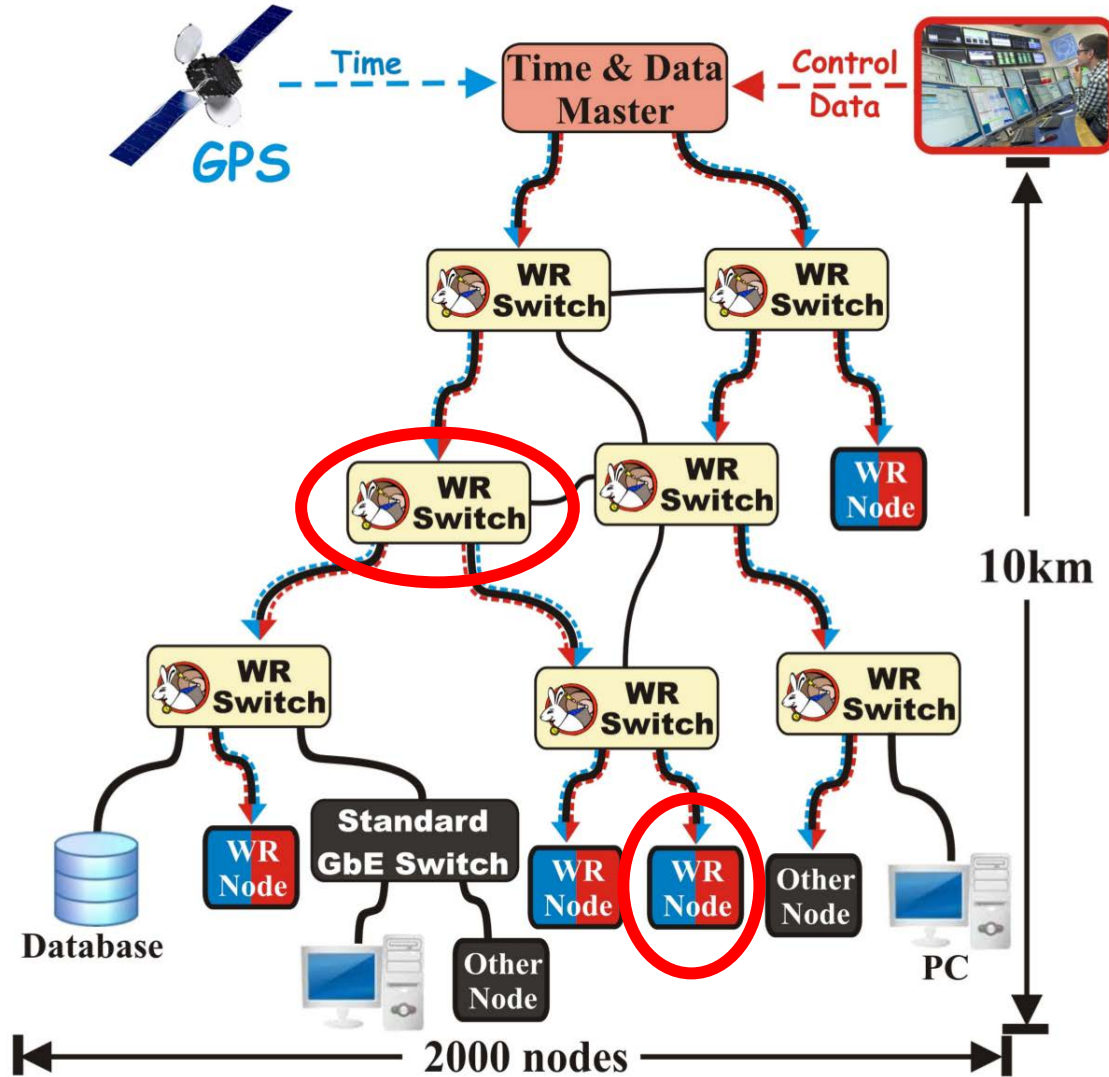 Time
GPS
Time & Data
Master
Control
Data
WR
Switch
WR
Switch
WR
Switch
WR
Switch
WR
Node
10km
WR
Switch
WR
Switch
WR
Switch
Database
WR
Node
Standard
GbE Switch
Other
Node
WR
Node
WR
Node
Other
Node
PC
2000 nodes